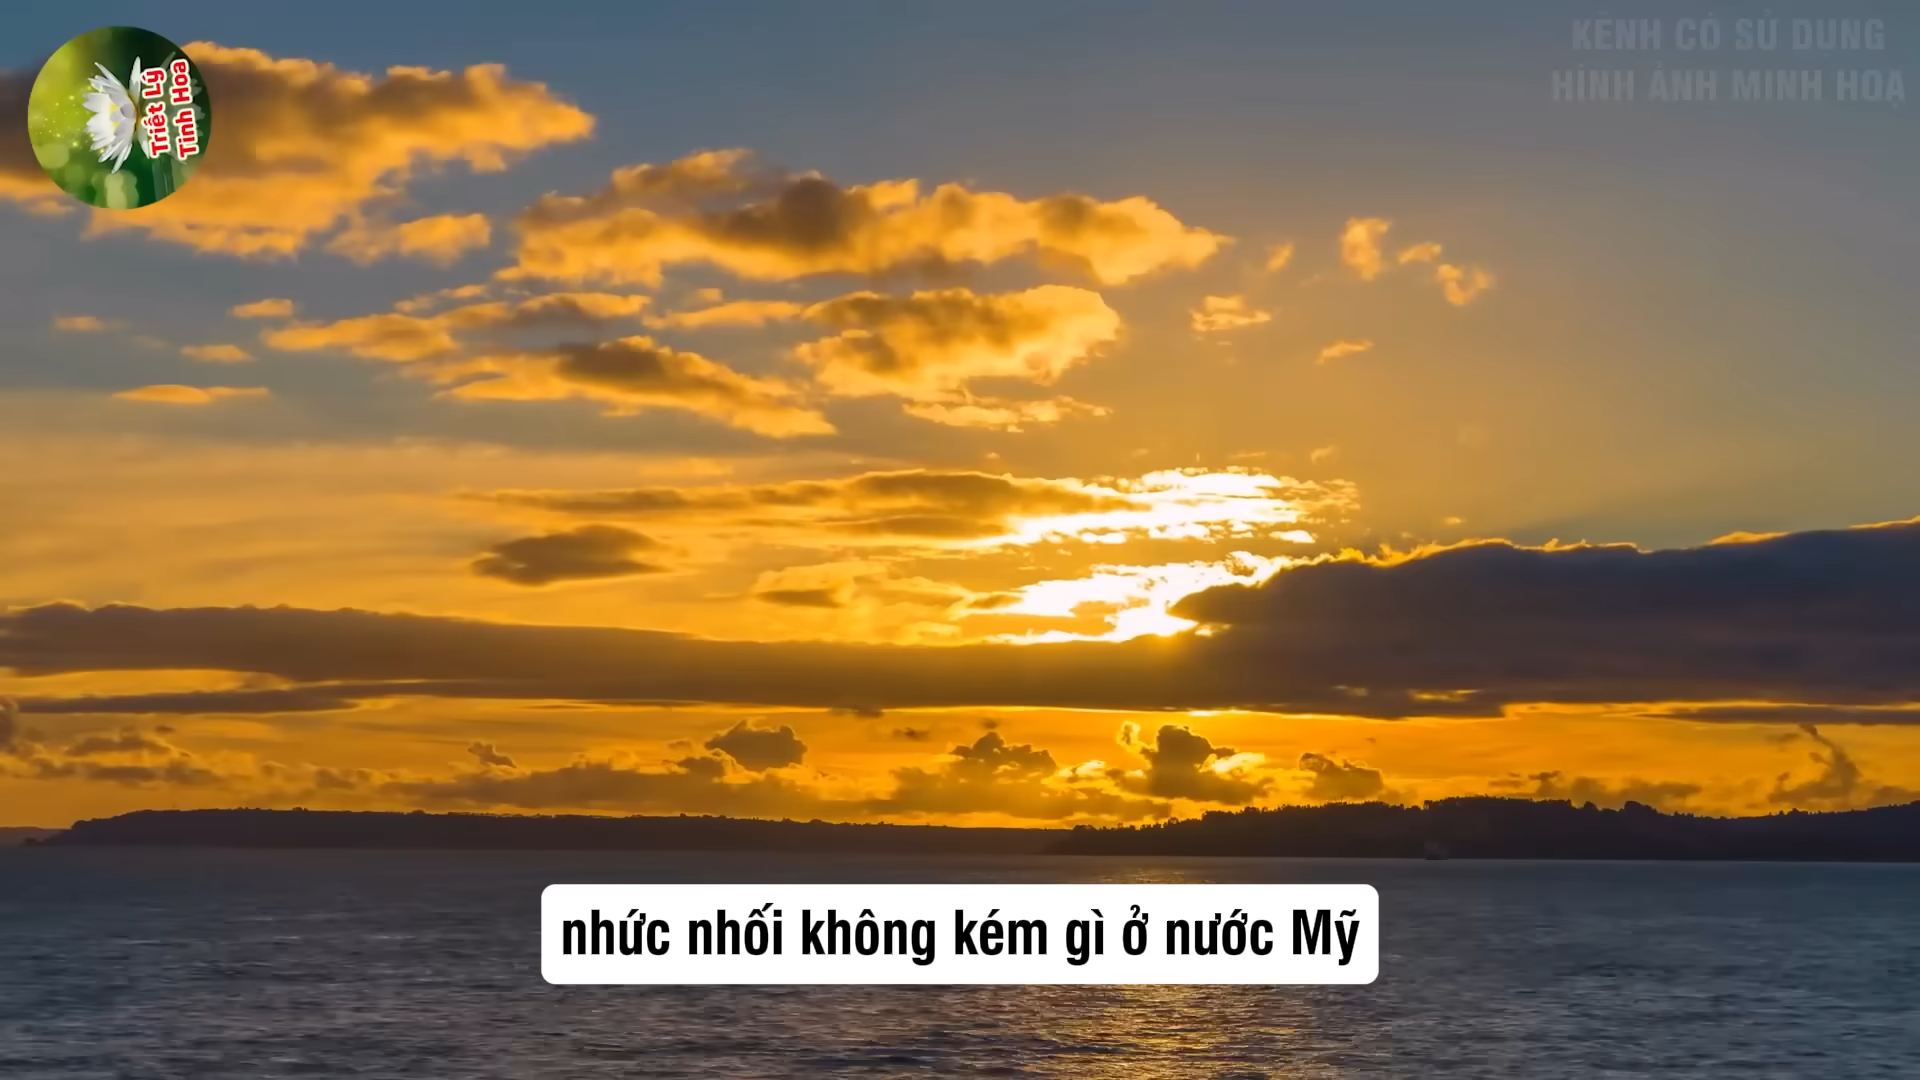 KÊNH CÓ SỬ DỤNG
HÌNH ẢNH MINH HOẠ
Triết Lý
Tinh Hoa
nhức nhối không kém gì ở nước Mỹ